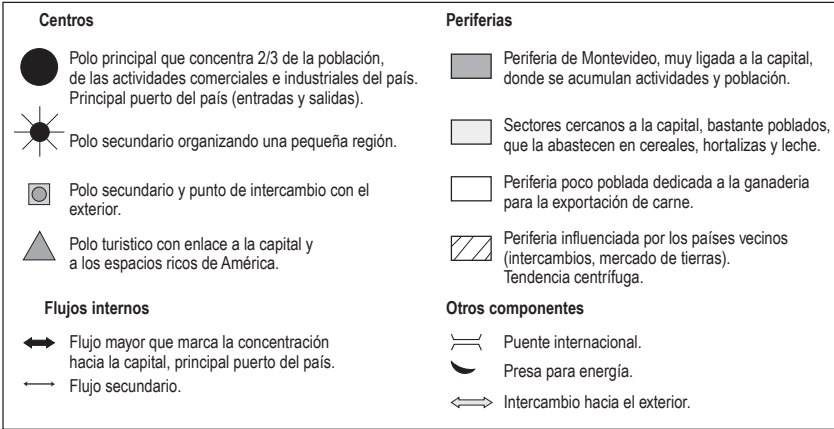 Centros
Polo principal que concentra 2/3 de la población,
de las actividades comerciales e industriales del país.
Principal puerto del país (entradas y salidas).
Polo secundario organizando una pequeña región.
Polo secundario y punto de intercambio con el
exterior.
Polo turistico con enlace a la capital y
a los espacios ricos de América.
Flujos internos
Flujo mayor que marca la concentración
hacia la capital, principal puerto del país.
Flujo secundario.
Periferias
Periferia de Montevideo, muy ligada a la capital,
donde se acumulan actividades y población.
Sectores cercanos a la capital, bastante poblados,
que la abastecen en cereales, hortalizas y leche.
Periferia poco poblada dedicada a la ganaderia
para la exportación de carne.
Periferia influenciada por los países vecinos
(intercambios, mercado de tierras).
Tendencia centrífuga.
Otros componentes
Puente internacional.
Presa para energía.
Intercambio hacia el exterior.